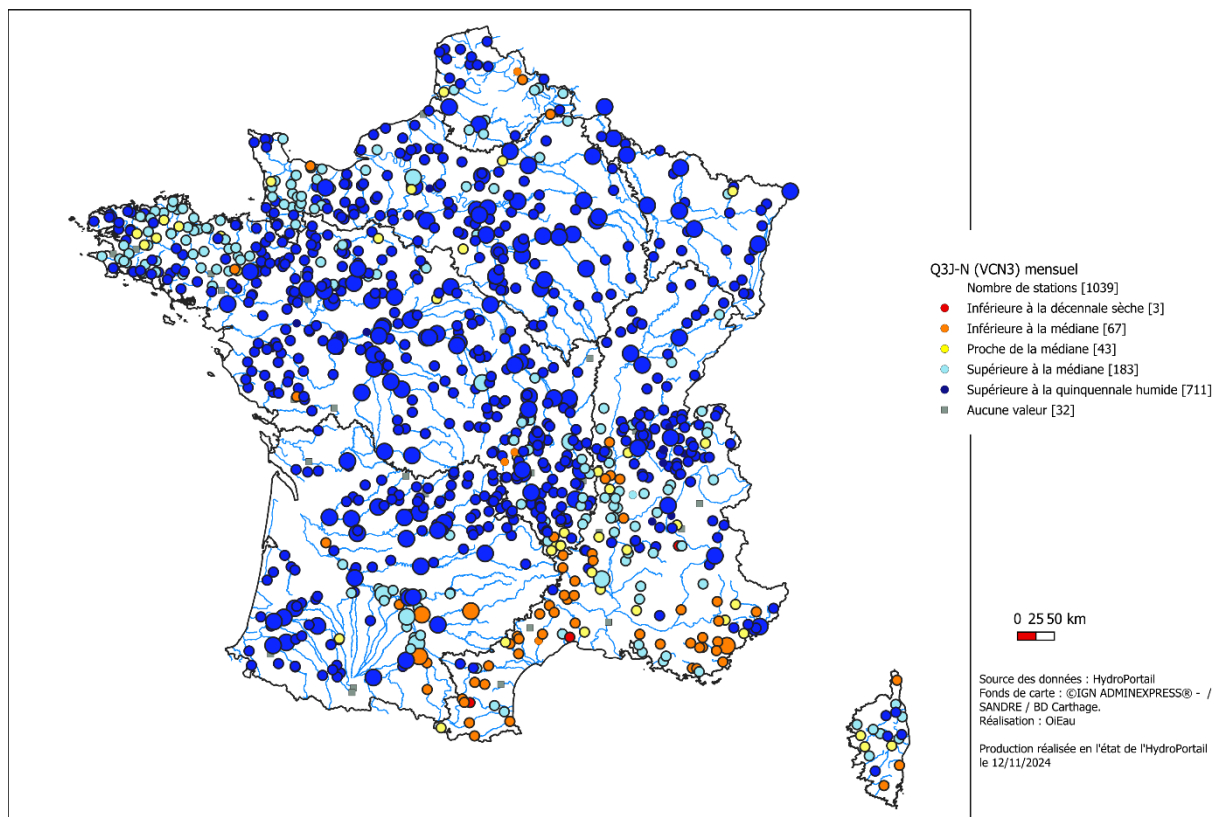 Q3J-N (VCN3) mensuel
Nombre de stations [1039]
Inférieure à la décennale sèche [3]
Inférieure à la médiane [67]
Proche de la médiane [43]
Supérieure à la médiane [183]
Supérieure à la quinquennale humide [711]
Aucune valeur [32]
0 25 50 km
Source des données : HydroPortail
Fonds de carte : ©IGN ADMINEXPRESS® - /
SANDRE / BD Carthage.
Réalisation : OiEau
Production réalisée en l'état de l'HydroPortail
le 12/11/2024